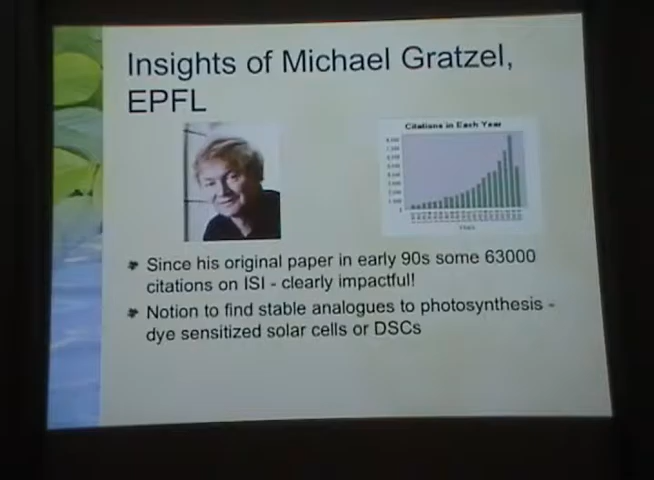 Insights of Michael Gratzel,
EPFL
Citations in Each Year
Since his original paper in early 90s some 63000
citations on ISI - clearly impactful!
Notion to find stable analogues to photosynthesis -
dye sensitized solar cells or DSCs